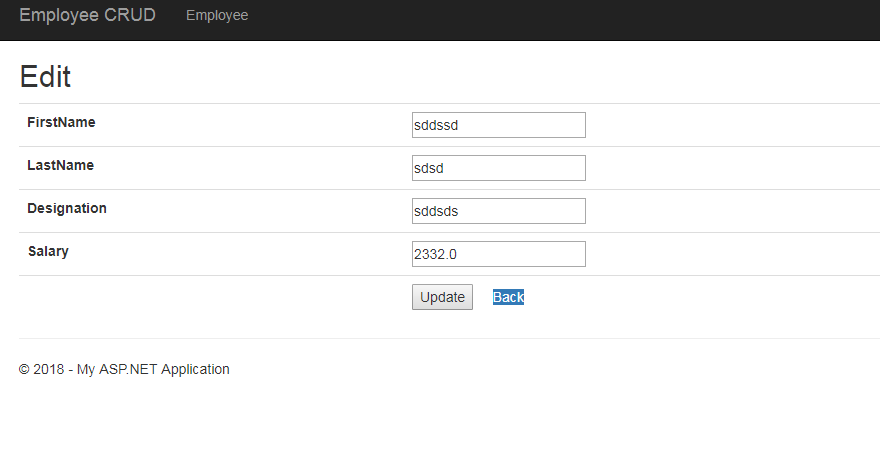 Employee CRUD Employee
Edit
FirstName sddssd
LastName sdsd
Designation sddsds
Salary 2332.0
Update Back
© 2018 - My ASP.NET Application